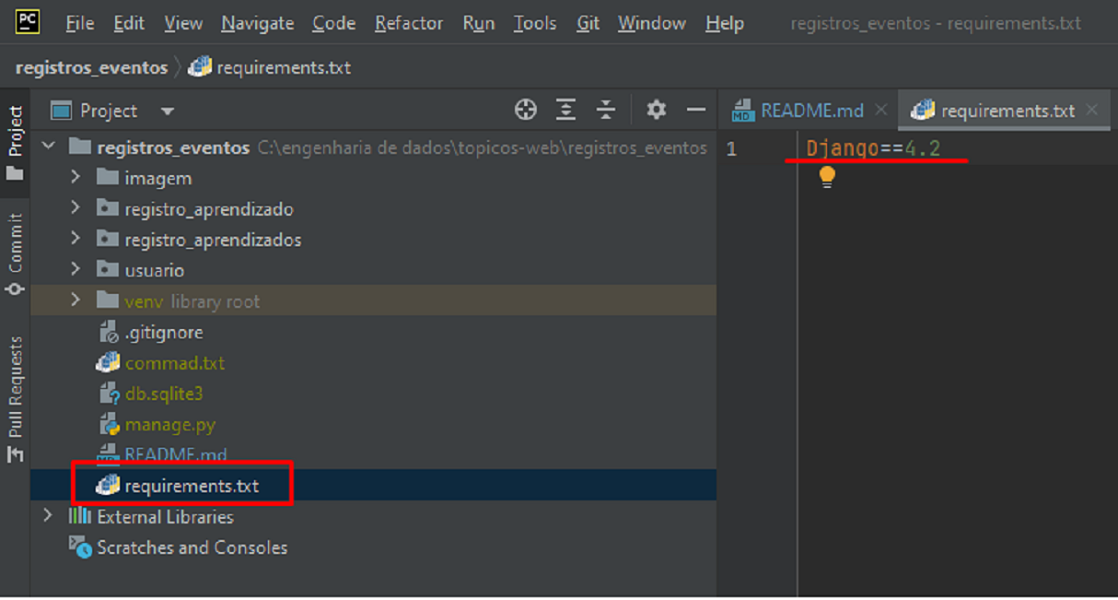 PC File Edit View Navigate Code Refactor Run Tools Git Window Help registros_eventos - requirements.txt
registros_eventos requirements.txt
Project
README.md
requirements.txt
Project
Commit
Pull Requests
registros_eventos C:\engenharia de dados\topicos-web\registros_eventos
imagem
registro_aprendizado
registro_aprendizados
usuario
venv library root
.gitignore
commad.txt
db.sqlite3
manage.py
README.md
requirements.txt
External Libraries
Scratches and Consoles
1 Django==4.2